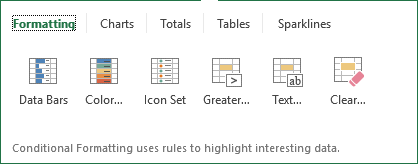 Formatting Charts Totals Tables Sparklines
ab
Data Bars Color... Icon Set Greater... Text... Clear...
Conditional Formatting uses rules to highlight interesting data.